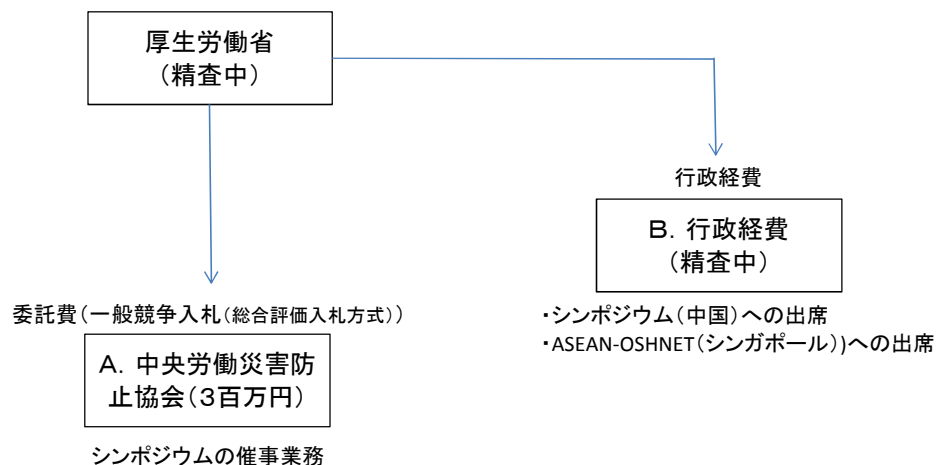 厚生労働省
(精査中)
行政経費
B．行政経費
(精査中)
・シンポジウム(中国)への出席
・ASEAN-OSHNET(シンガポール))への出席
委託費(一般競争入札(総合評価入札方式))
A．中央労働災害防
止協会(３百万円)
シンポジウムの催事業務